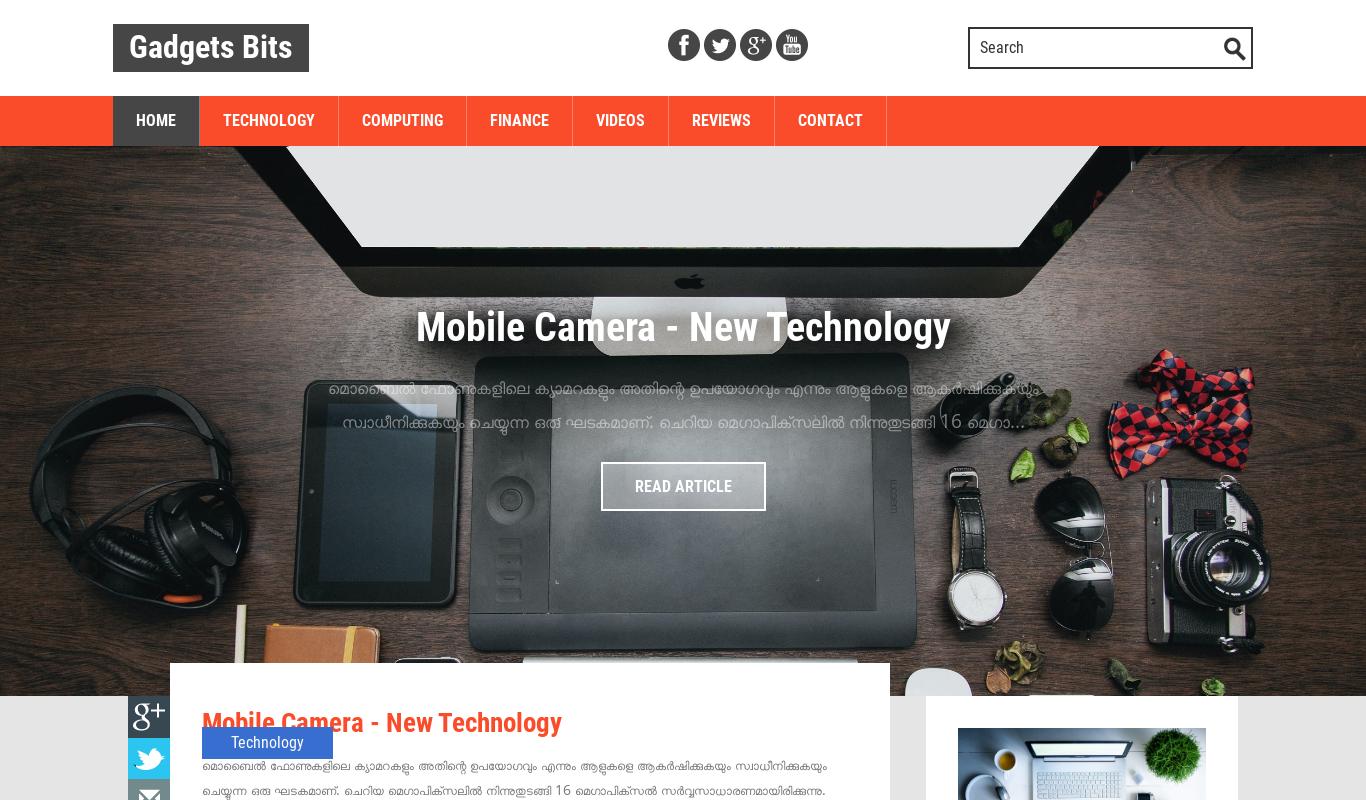 Gadgets Bits
Search
HOME TECHNOLOGY COMPUTING FINANCE VIDEOS REVIEWS CONTACT
Mobile Camera - New Technology
മൊബൈൽ ഫോണുകളിലെ ക്യാമറകളും അതിന്റെ ഉപയോഗവും എന്നും ആളുകളെ ആകർഷിക്കുകയും
സ്വാധീനിക്കുകയും ചെയ്യുന്ന ഒരു ഘടകമാണ്. ചെറിയ മെഗാപിക്സലിൽ നിന്നുതുടങ്ങി 16 മെഗാ...
READ ARTICLE
Mobile Camera - New Technology
Technology
മൊബൈൽ ഫോണുകളിലെ ക്യാമറകളും അതിന്റെ ഉപയോഗവും എന്നും ആളുകളെ ആകർഷിക്കുകയും സ്വാധീനിക്കുകയും
ചെയ്യുന്ന ഒരു ഘടകമാണ്. ചെറിയ മെഗാപിക്സലിൽ നിന്നുതുടങ്ങി 16 മെഗാപിക്സൽ സർവ്വസാധാരണമായിരിക്കുന്നു.